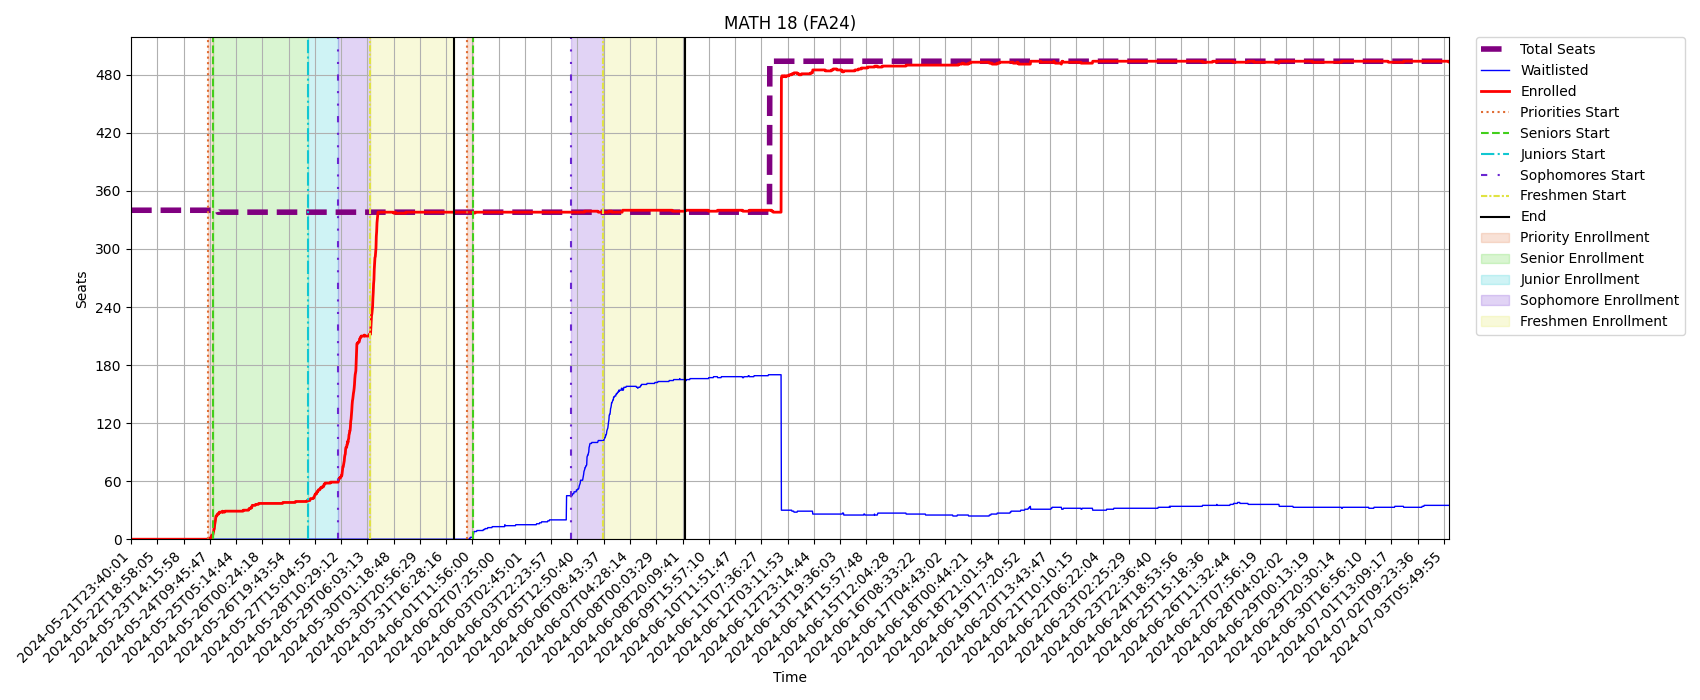 MATH 18 (FA24)
Seats
480
420
360
300
240
180
120
60
0
2024-05-21T23:40:01
2024-05-22T18:58:05
2024-05-23T14:15:58
2024-05-24T09:45:47
2024-05-25T05:14:44
2024-05-26T00:24:18
2024-05-26T19:43:54
2024-05-27T15:04:55
2024-05-28T10:29:12
2024-05-29T06:03:13
2024-05-30T01:18:48
2024-05-30T20:56:29
2024-05-31T16:28:16
2024-06-01T11:56:00
2024-06-02T07:25:00
2024-06-03T02:45:01
2024-06-03T22:23:57
2024-06-05T12:50:40
2024-06-06T08:43:37
2024-06-07T04:28:14
2024-06-08T00:03:29
2024-06-08T20:09:41
2024-06-09T15:57:10
2024-06-10T11:51:47
2024-06-11T07:36:27
2024-06-12T03:11:53
2024-06-12T23:14:44
2024-06-13T19:36:03
2024-06-14T15:57:48
2024-06-15T12:04:28
2024-06-16T08:33:22
2024-06-17T04:43:02
2024-06-18T00:44:21
2024-06-18T21:01:54
2024-06-19T17:20:52
2024-06-20T13:43:47
2024-06-21T10:10:15
2024-06-22T06:22:04
2024-06-23T02:25:29
2024-06-23T22:36:40
2024-06-24T18:53:56
2024-06-25T15:18:36
2024-06-26T11:32:44
2024-06-27T07:56:19
2024-06-28T04:02:02
2024-06-29T00:13:19
2024-06-29T20:30:14
2024-06-30T16:56:10
2024-07-01T13:09:17
2024-07-02T09:23:36
2024-07-03T05:49:55
Time
Total Seats
Waitlisted
Enrolled
Priorities Start
Seniors Start
Juniors Start
Sophomores Start
Freshmen Start
End
Priority Enrollment
Senior Enrollment
Junior Enrollment
Sophomore Enrollment
Freshmen Enrollment